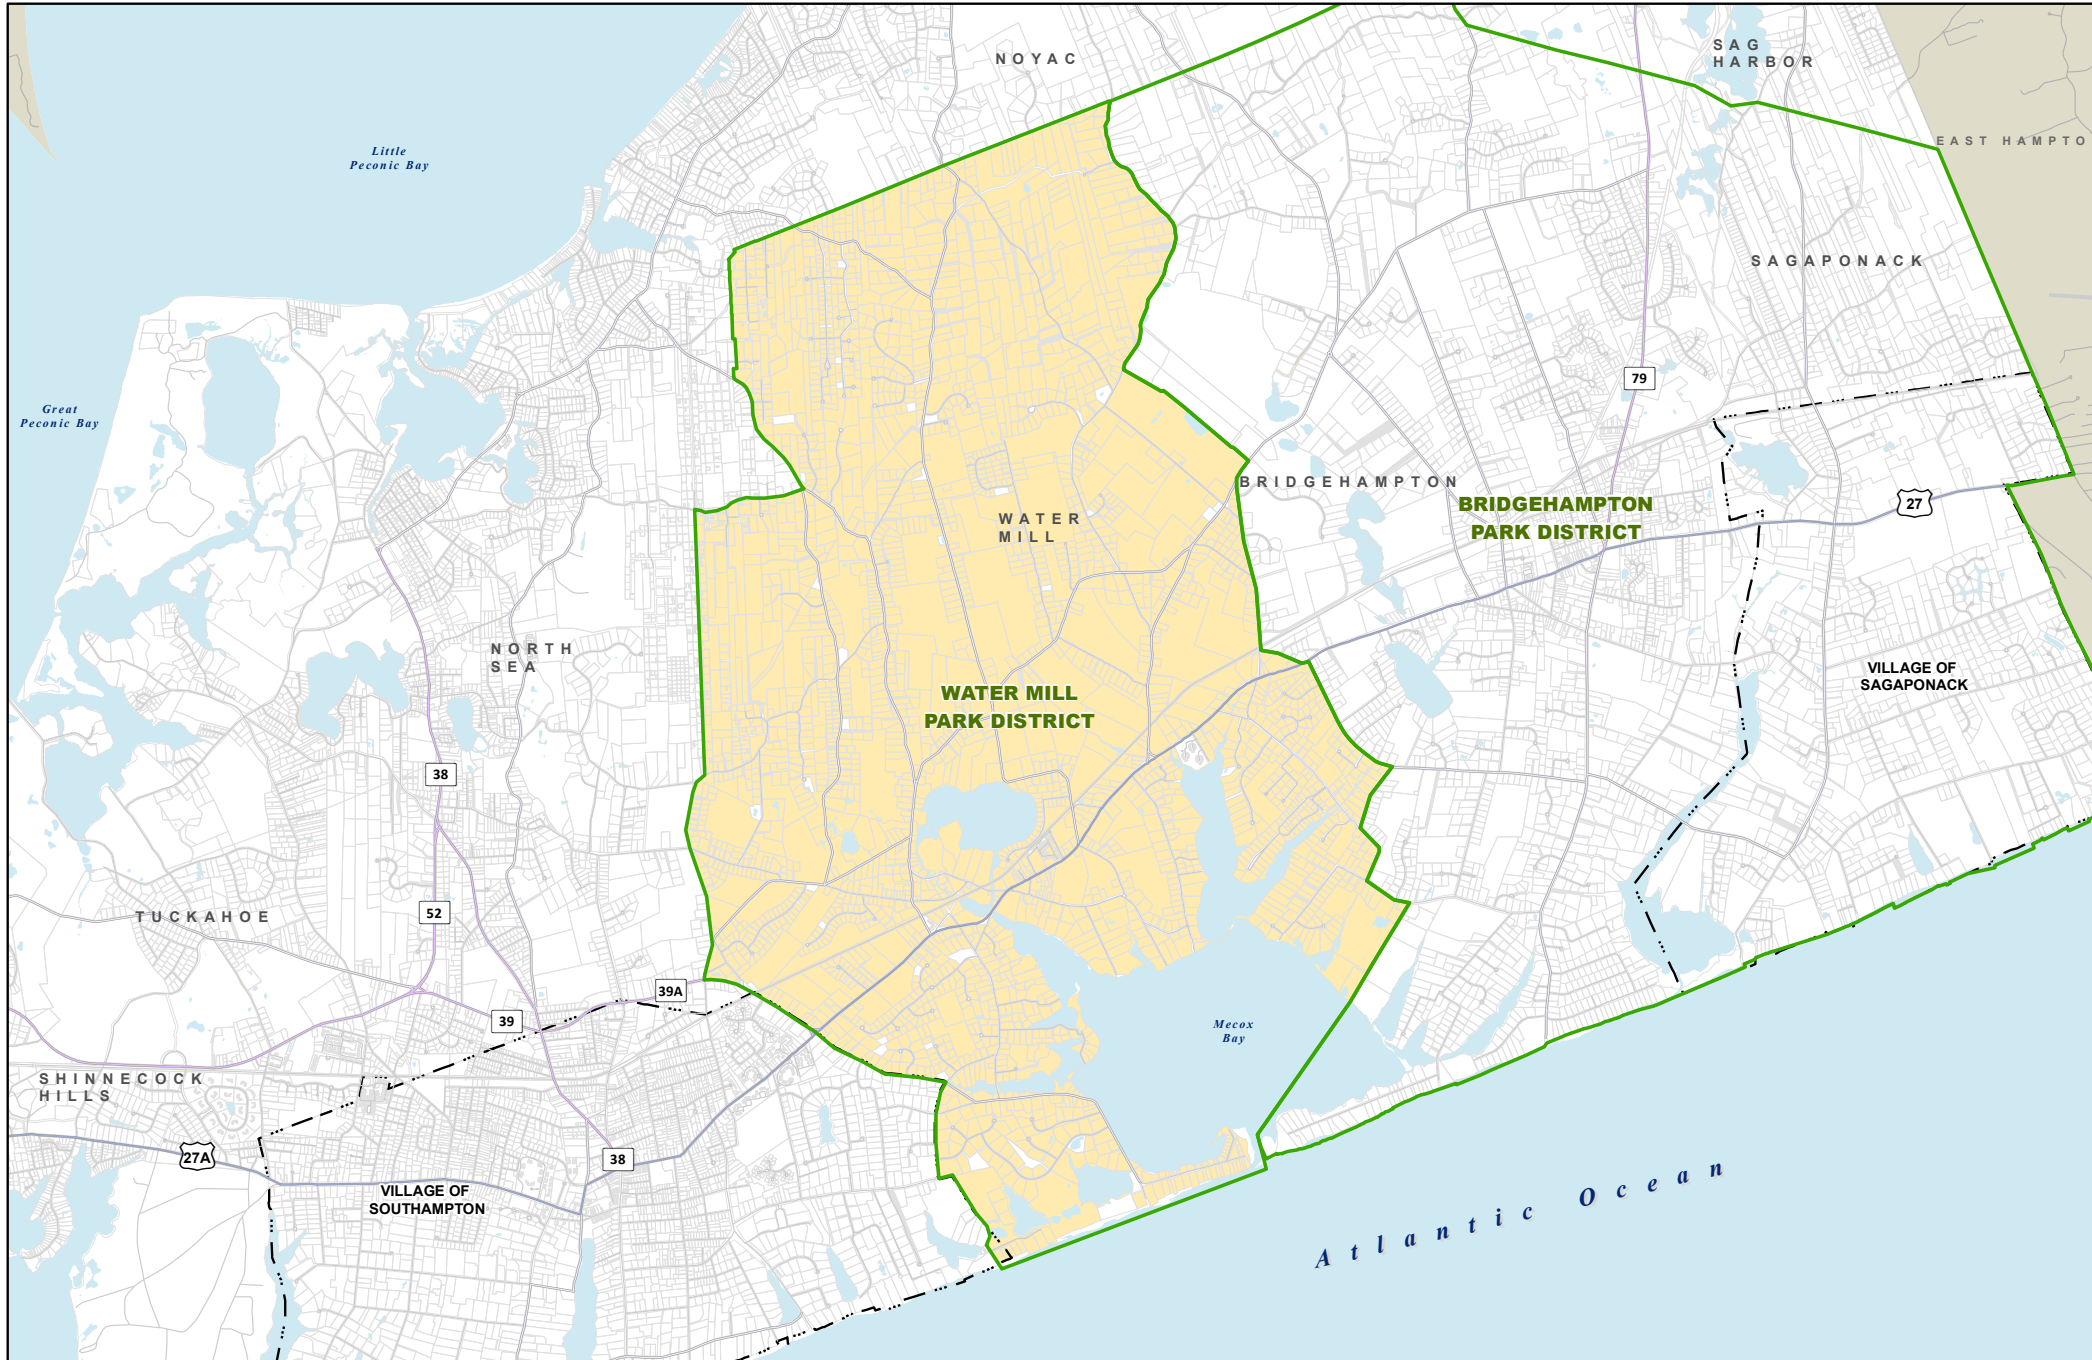 NOYAC
SAG
HARBOR
EAST HAMPTO
Little
Peconic Bay
SAGAPONACK
79
Great
Peconic Bay
BRIDGEHAMPTON
BRIDGEHAMPTON
PARK DISTRICT
27
WATER
MILL
NORTH
SEA
VILLAGE OF
SAGAPONACK
WATER MILL
PARK DISTRICT
38
52
TUCKAHOE
39A
39
Mecox
Bay
SHINNECOCK
HILLS
27A
38
VILLAGE OF
SOUTHAMPTON
Atlantic Ocean